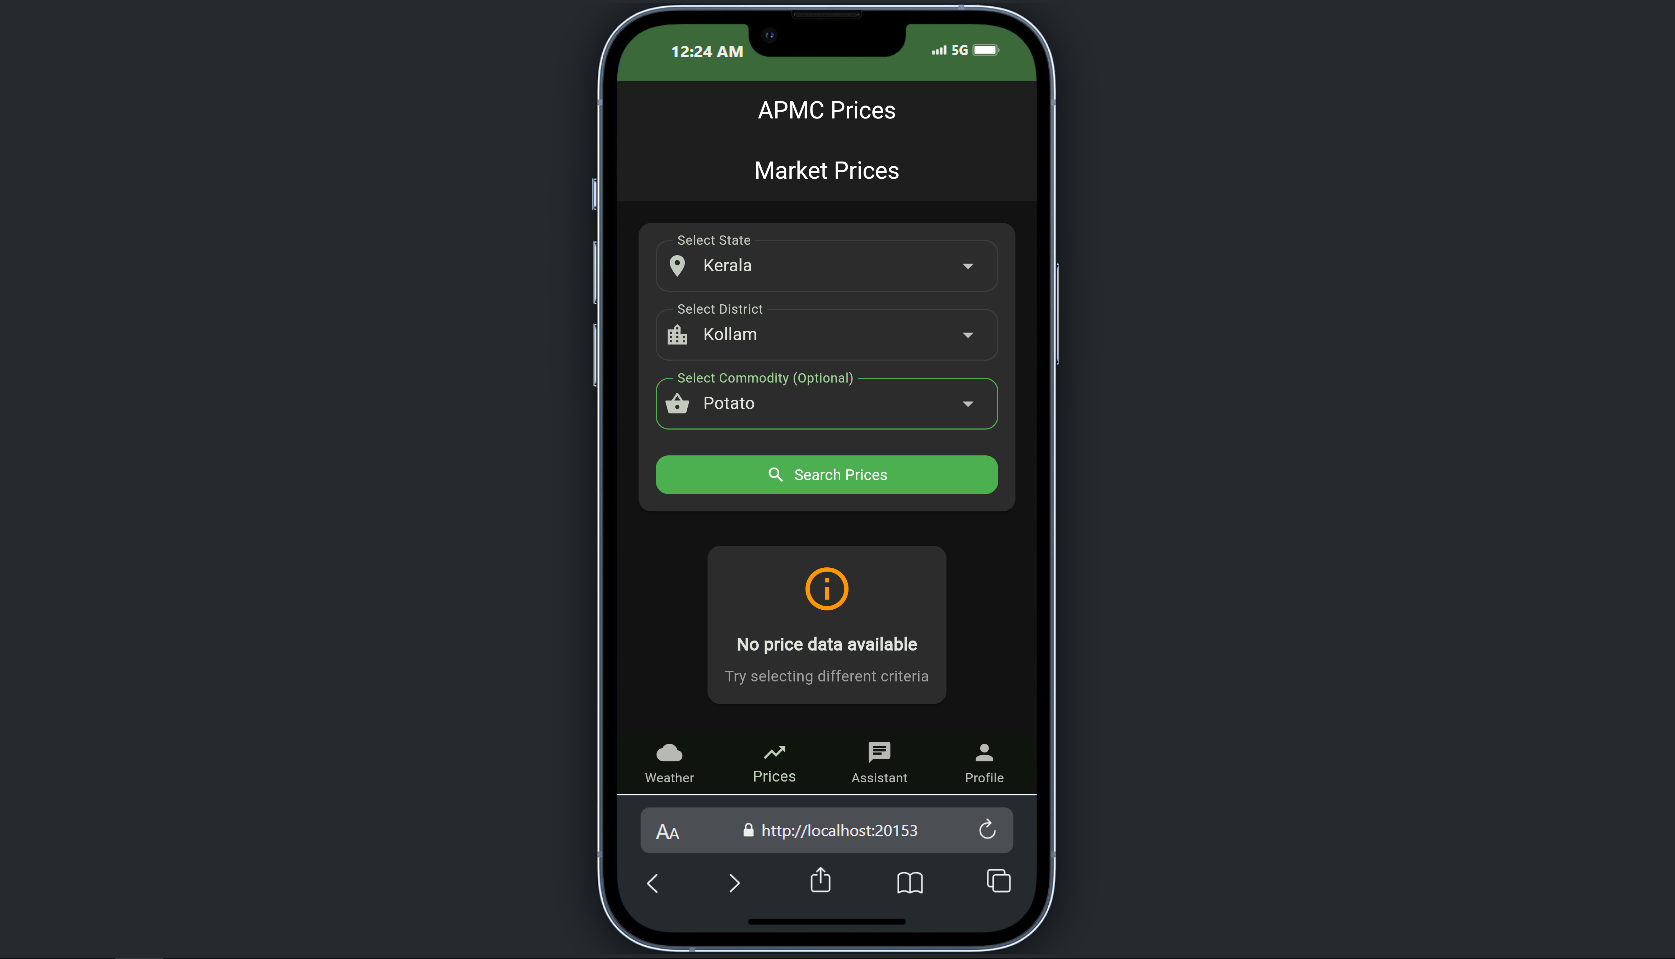 12:24 AM
5G
APMC Prices
Market Prices
Select State
Kerala
Select District
Kollam
Select Commodity (Optional)
Potato
Search Prices
No price data available
Try selecting different criteria
Weather
Prices
Assistant
Profile
AA
http://localhost:20153